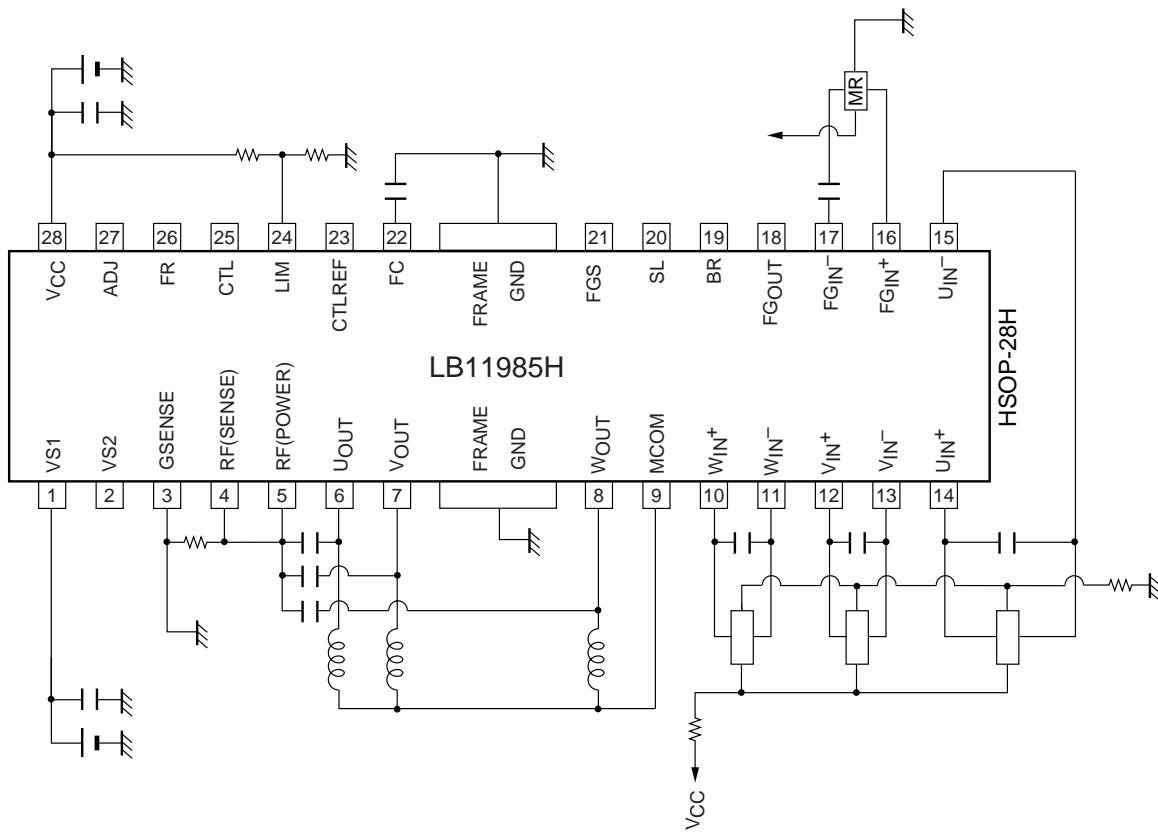 MR
28 27 26 25 24 23 22 21 20 19 18 17 16 15
VCC ADJ FR CTL LIM CTLREF FC FRAME GND FGS SL BR FGOUT FGIN− FGIN+ UIN−
LB11985H
HSOP-28H
VS1 VS2 GSENSE RF(SENSE) RF(POWER) UOUT VOUT FRAME GND WOUT MCOM WIN+ WIN− VIN+ VIN− UIN+
1 2 3 4 5 6 7 8 9 10 11 12 13 14
VCC